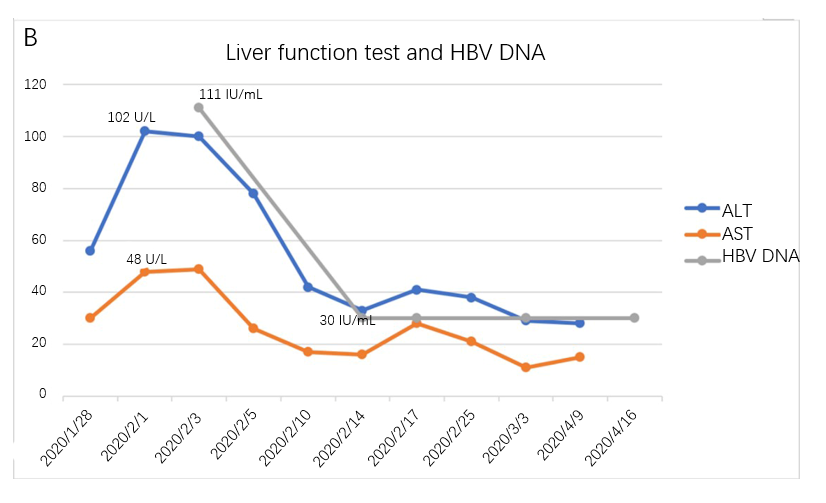 B
Liver function test and HBV DNA
120
100
80
60
40
20
0
111 IU/mL
102 U/L
48 U/L
30 IU/mL
ALT
AST
HBV DNA
2020/1/28
2020/2/1
2020/2/3
2020/2/5
2020/2/10
2020/2/14
2020/2/17
2020/2/25
2020/3/3
2020/4/9
2020/4/16